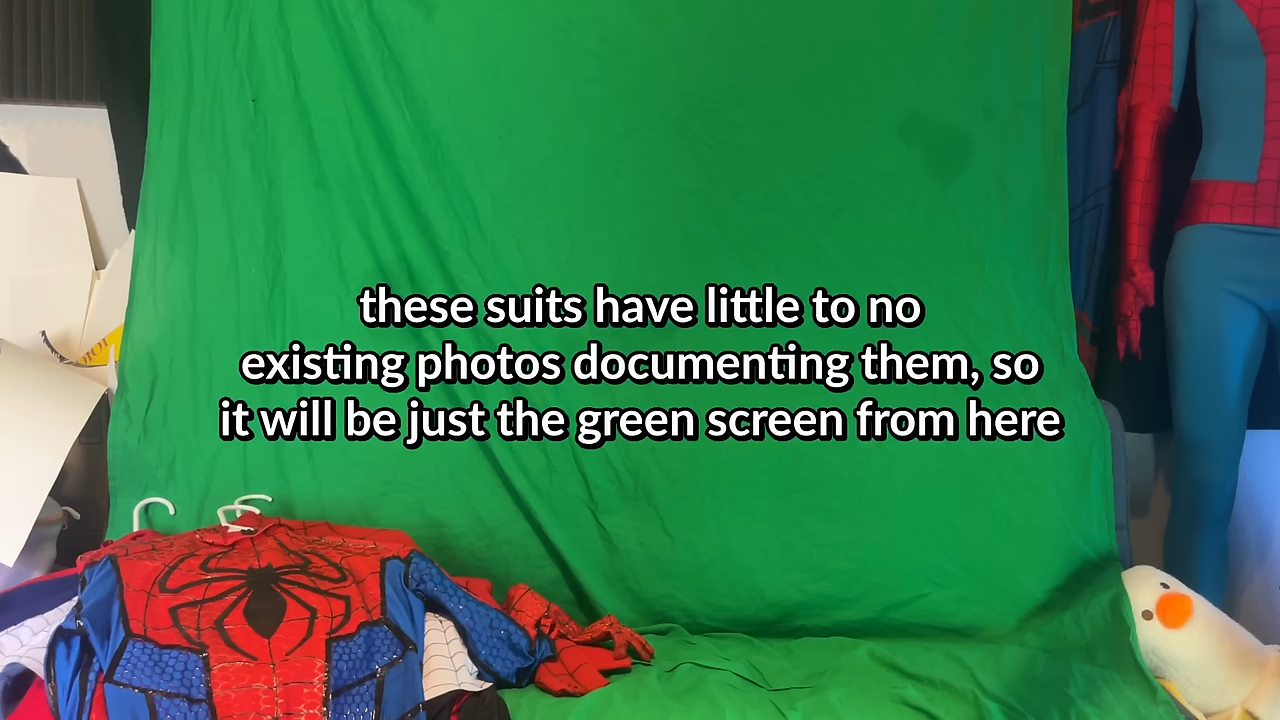 these suits have little to no
existing photos documenting them, so
it will be just the green screen from here